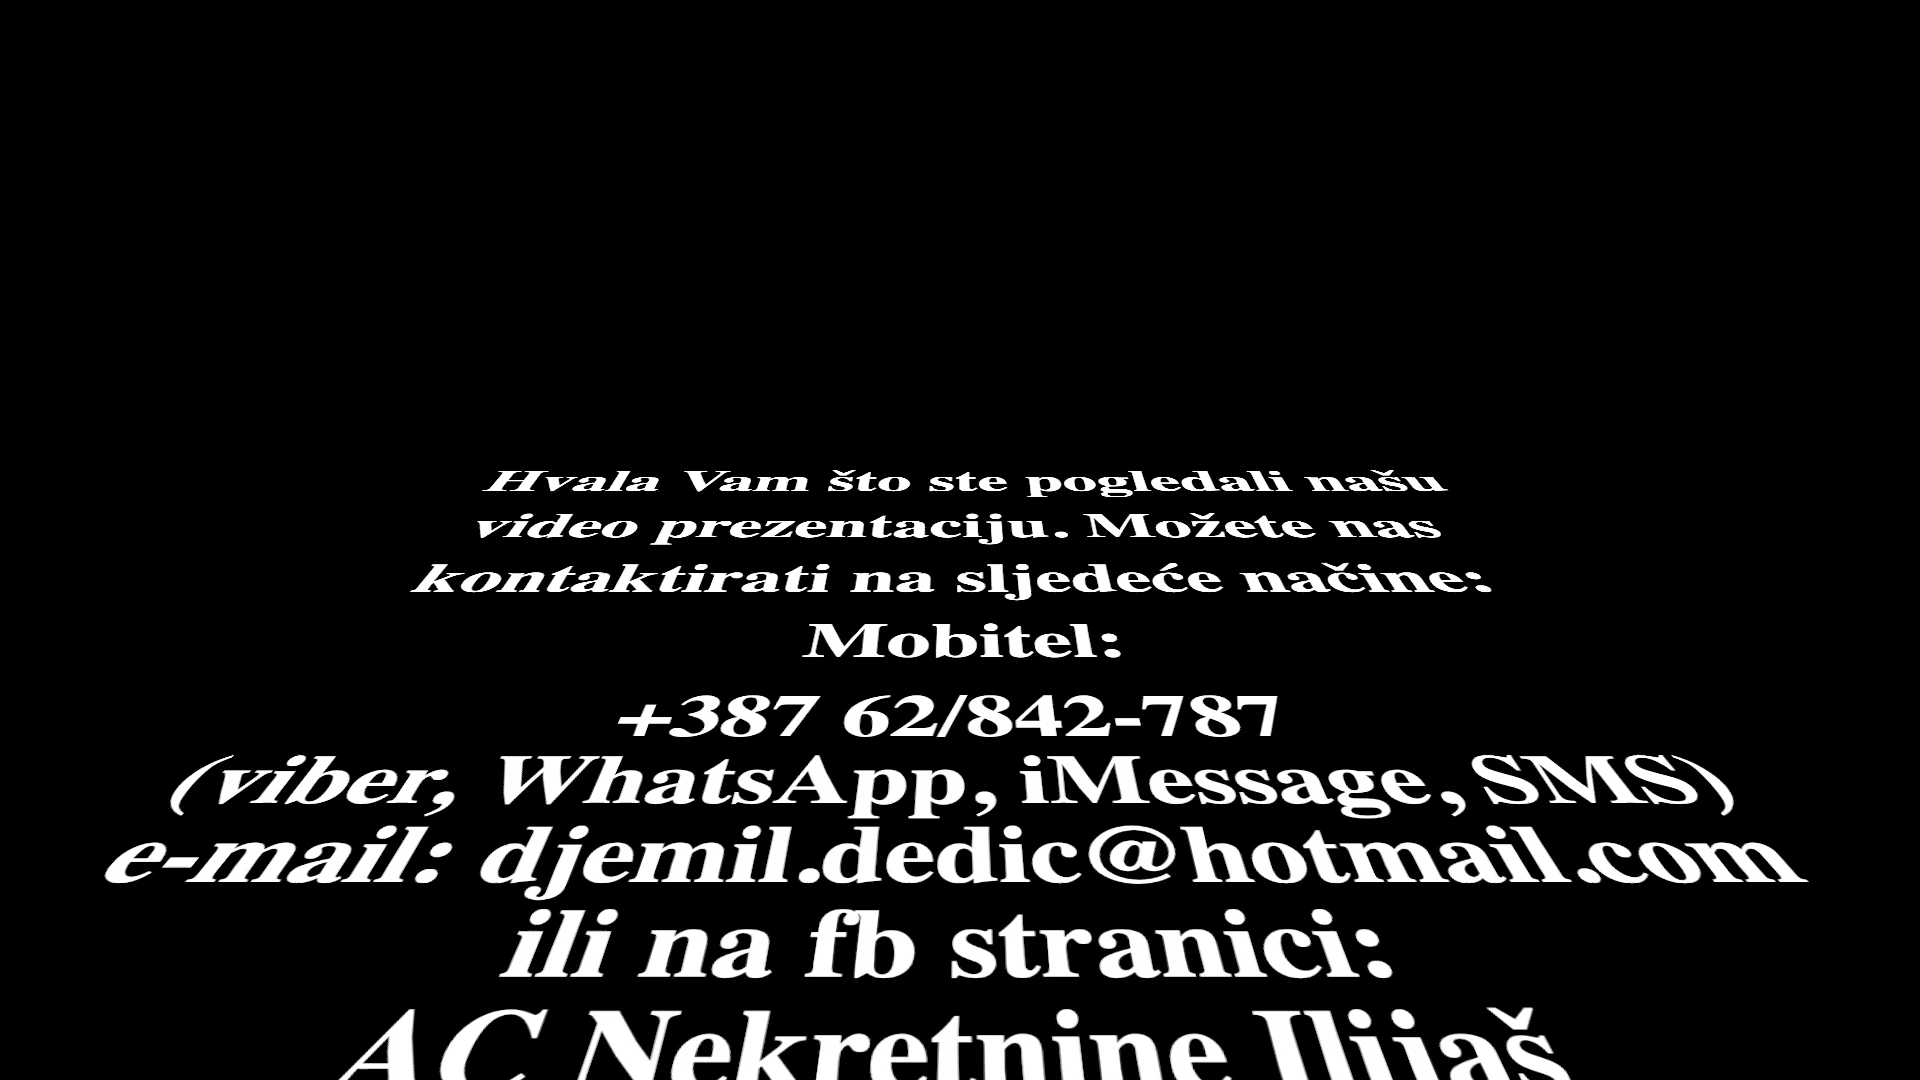 Hvala Vam što ste pogledali našu
video prezentaciju. Možete nas
kontaktirati na sljedeće načine:
Mobitel:
+387 62/842-787
(viber, WhatsApp, iMessage, SMS)
e-mail: djemil.dedic@hotmail.com
ili na fb stranici:
AC Nekretnine Ilijaš